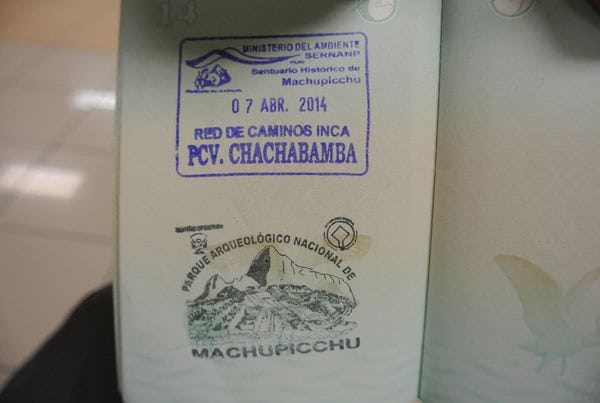 14
MINISTERIO DEL AMBIENTE
SERNANP
Santuario Histórico de
Machupicchu
07 ABR. 2014
RED DE CAMINOS INCA
PCV. CHACHABAMBA
PARQUE ARQUEOLÓGICO NACIONAL DE
MACHUPICCHU